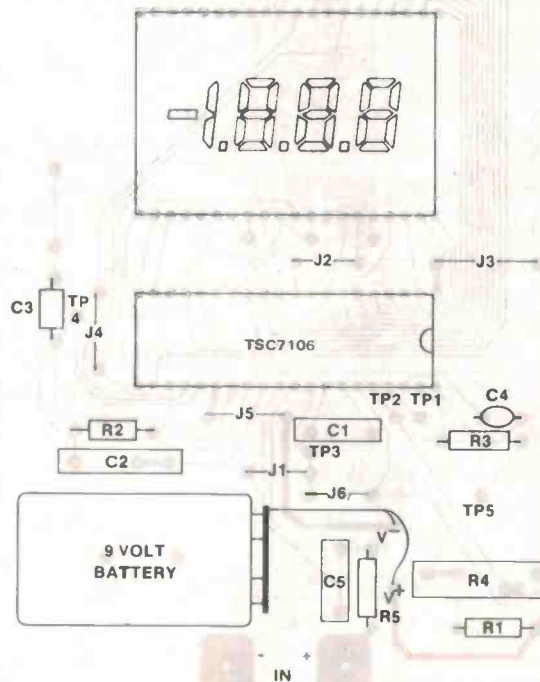 -1.8.8.8
J2
J3
C3
TP
4
J4
TSC7106
TP2 TP1
C4
J5
R2
C1
R3
TP3
C2
J1
J6
TP5
9 VOLT
BATTERY
V-
V+
C5
R5
R4
R1
- +
IN